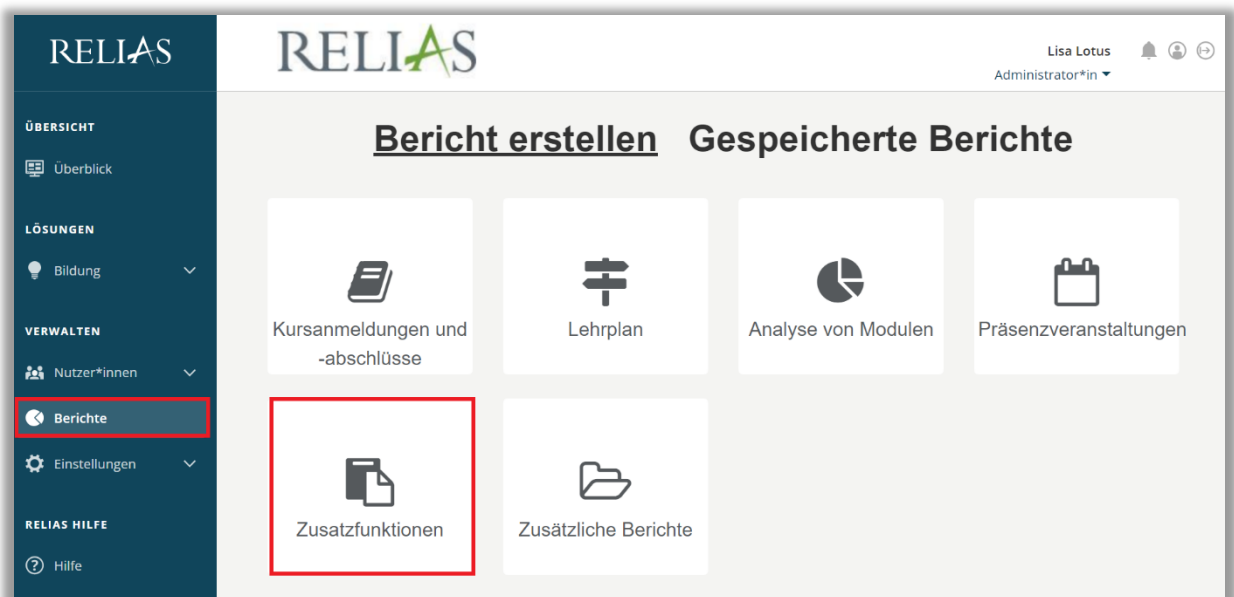 RELIAS
RELIAS
Lisa Lotus
Administrator*in
ÜBERSICHT
Überblick
LÖSUNGEN
Bildung
VERWALTEN
Nutzer*innen
Berichte
Einstellungen
RELIAS HILFE
Hilfe
Bericht erstellen Gespeicherte Berichte
Kursanmeldungen und
-abschlüsse
Lehrplan
Analyse von Modulen
Präsenzveranstaltungen
Zusatzfunktionen
Zusätzliche Berichte